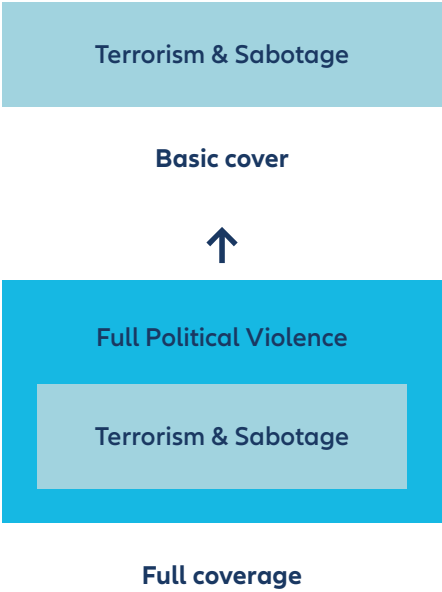 Terrorism & Sabotage
Basic cover
Full Political Violence
Terrorism & Sabotage
Full coverage